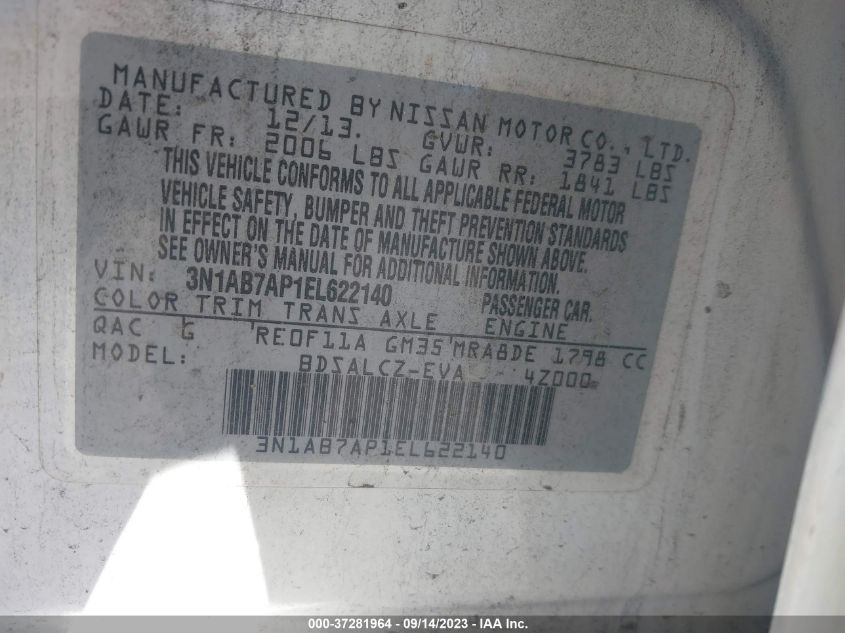 MANUFACTURED BY NISSAN MOTOR CO., LTD.
DATE: 12/13. GVWR: 3783 LBS
GAWR FR: 2006 LBS GAWR RR: 1841 LBS
THIS VEHICLE CONFORMS TO ALL APPLICABLE FEDERAL MOTOR
VEHICLE SAFETY, BUMPER AND THEFT PREVENTION STANDARDS
IN EFFECT ON THE DATE OF MANUFACTURE SHOWN ABOVE.
SEE OWNER'S MANUAL FOR ADDITIONAL INFORMATION.
VIN: 3N1AB7AP1EL622140 PASSENGER CAR.
COLOR TRIM TRANS AXLE ENGINE
QAC G RE0F11A GM35 MRA8DE 1798 CC
MODEL: BDSALCZ-EVA 4Z000
3N1AB7AP1EL622140
000-37281964 - 09/14/2023 - © IAA, Inc.